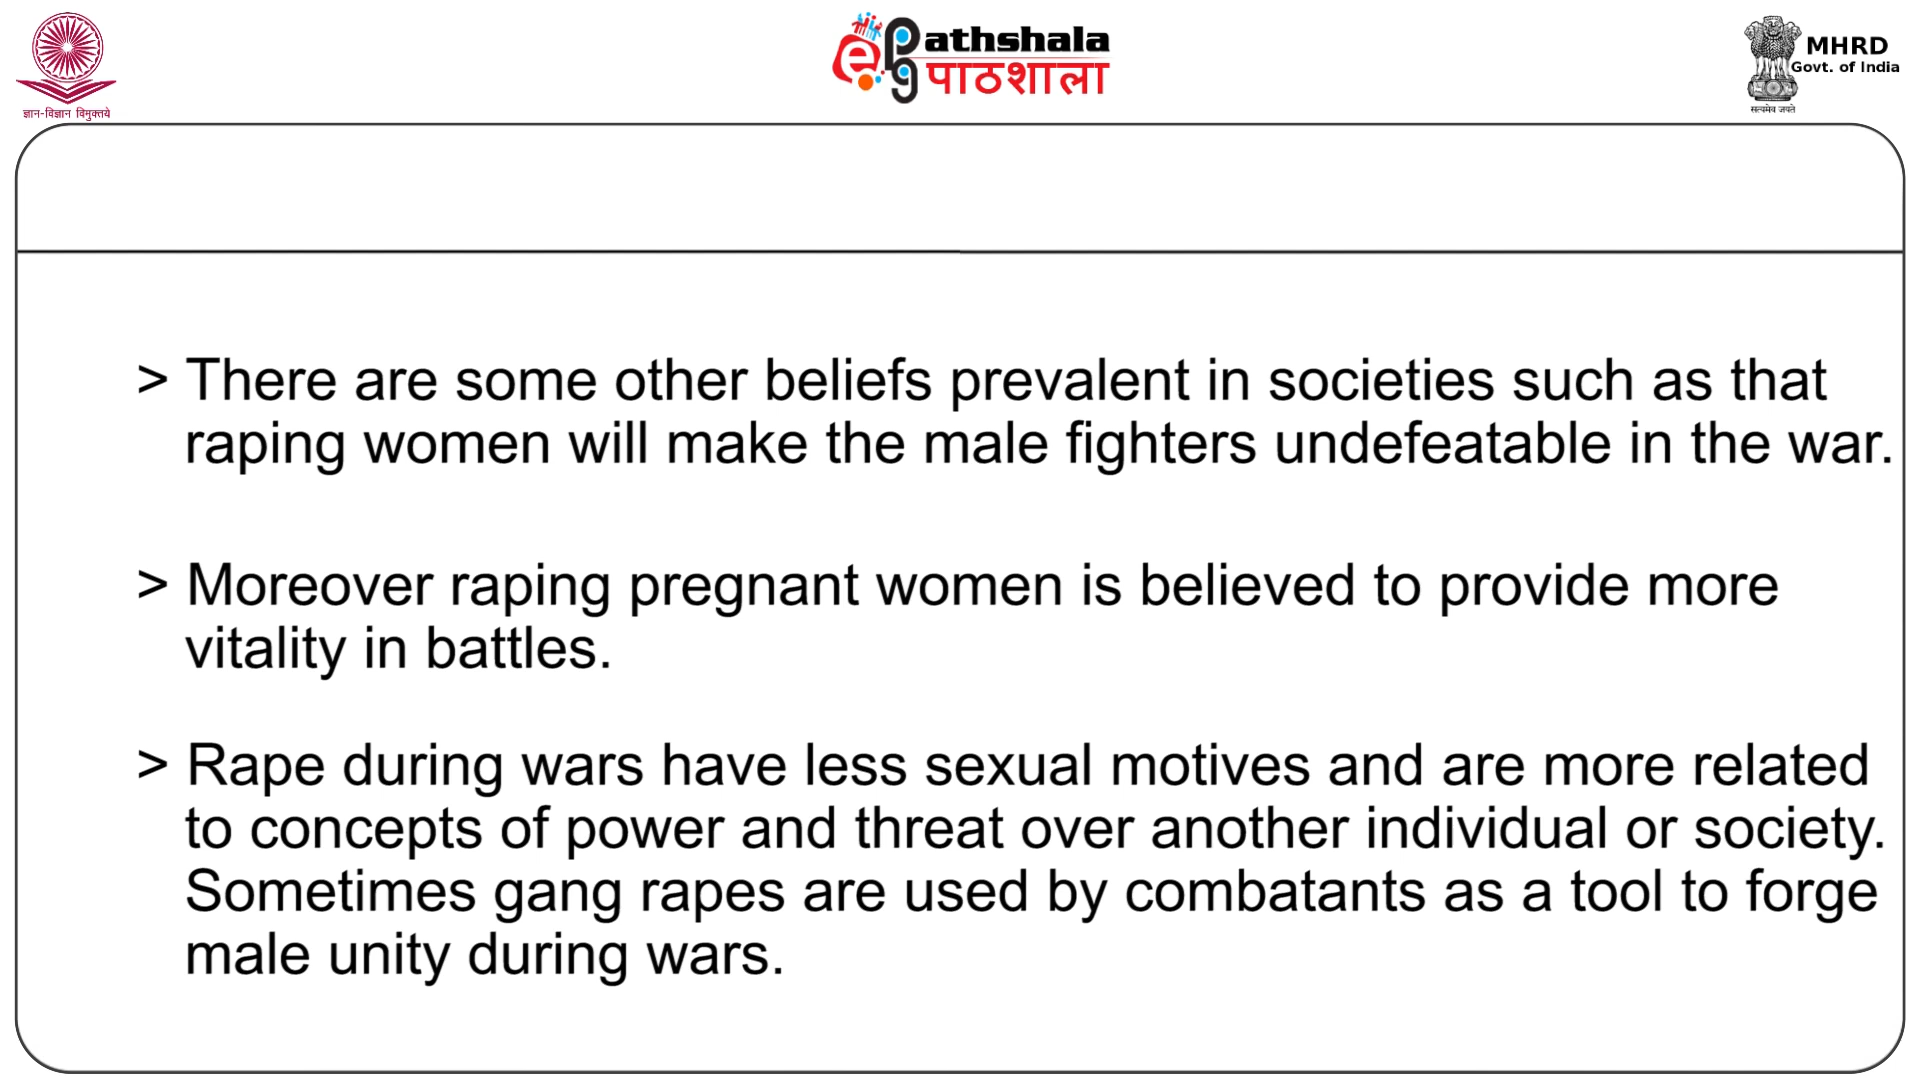 ज्ञान-विज्ञान विमुक्तये
ePathshala
पाठशाला
MHRD
Govt. of India
सत्यमेव जयते
> There are some other beliefs prevalent in societies such as that
raping women will make the male fighters undefeatable in the war.
> Moreover raping pregnant women is believed to provide more
vitality in battles.
> Rape during wars have less sexual motives and are more related
to concepts of power and threat over another individual or society.
Sometimes gang rapes are used by combatants as a tool to forge
male unity during wars.